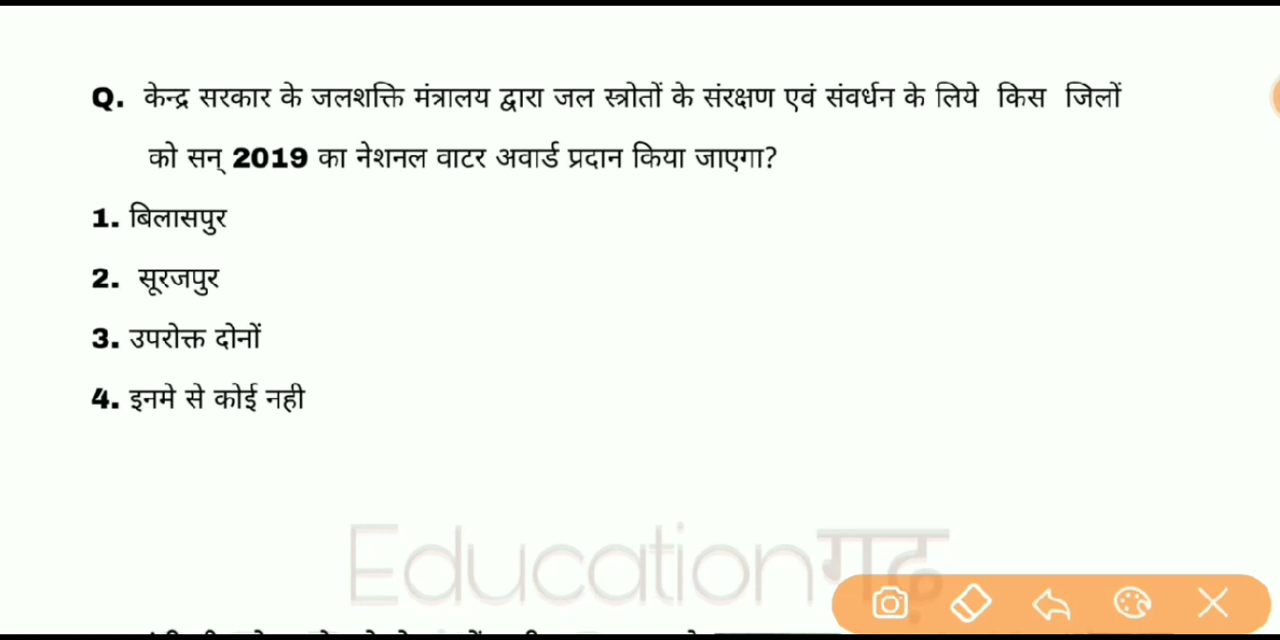 Q. केन्द्र सरकार के जलशक्ति मंत्रालय द्वारा जल स्त्रोतों के संरक्षण एवं संवर्धन के लिये किस जिलों
को सन् 2019 का नेशनल वाटर अवार्ड प्रदान किया जाएगा?
1. बिलासपुर
2. सूरजपुर
3. उपरोक्त दोनों
4. इनमे से कोई नही
Educationगढ़